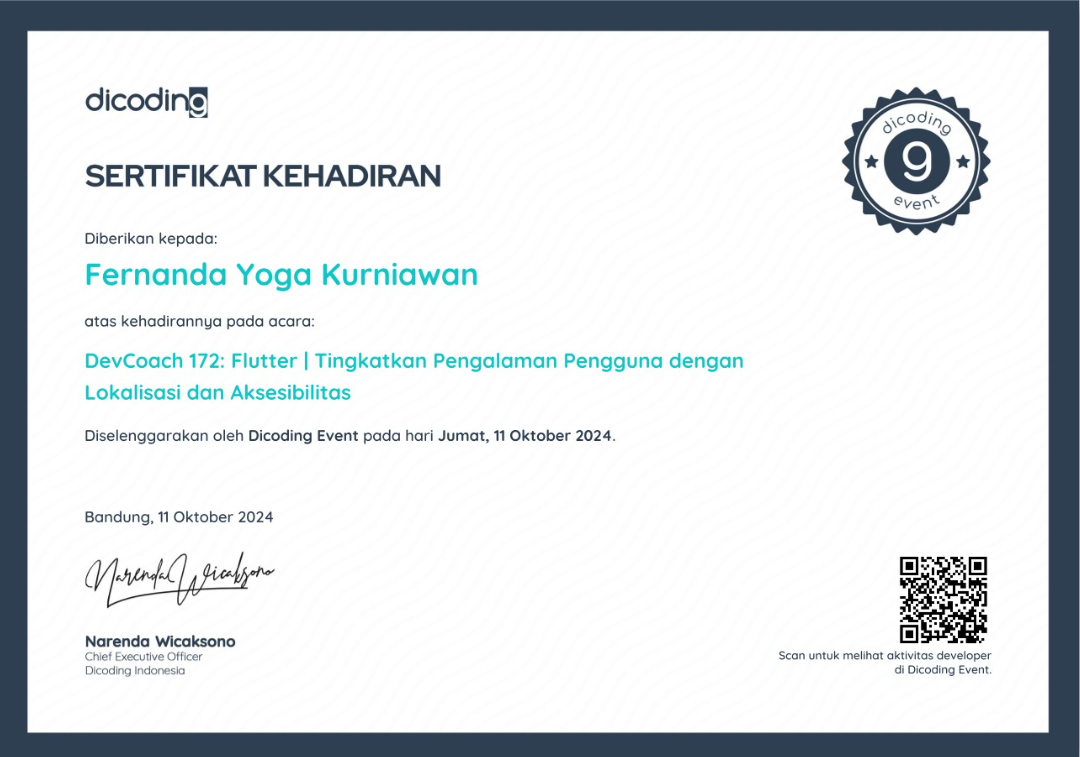 dicoding
SERTIFIKAT KEHADIRAN
dicoding
9
event
Diberikan kepada:
Fernanda Yoga Kurniawan
atas kehadirannya pada acara:
DevCoach 172: Flutter | Tingkatkan Pengalaman Pengguna dengan
Lokalisasi dan Aksesibilitas
Diselenggarakan oleh Dicoding Event pada hari Jumat, 11 Oktober 2024.
Bandung, 11 Oktober 2024
Narenda Wicaksono
Narenda Wicaksono
Chief Executive Officer
Dicoding Indonesia
Scan untuk melihat aktivitas developer
di Dicoding Event.